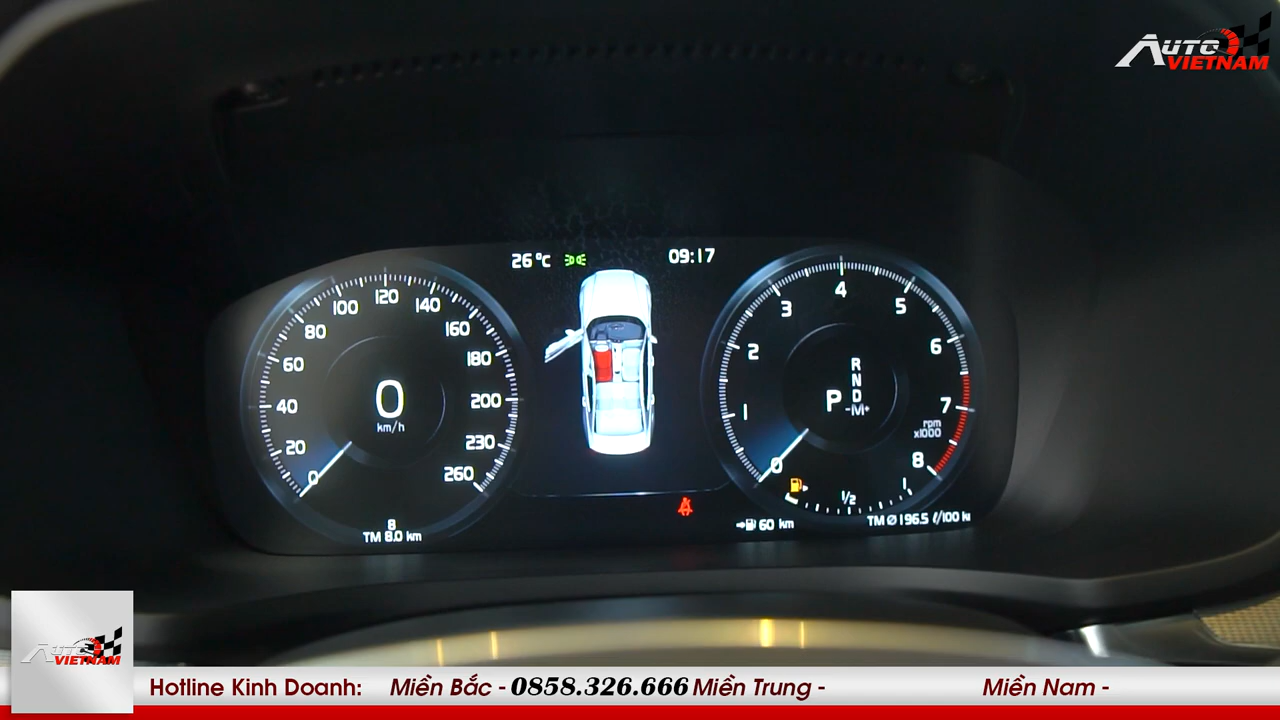 AUTO
VIETNAM
26 °C
09:17
0
20
40
60
80
100
120
140
160
180
200
230
260
0
km/h
8
TM 8.0 km
0
1
2
3
4
5
6
7
8
rpm
x1000
P
R
N
D
-M+
1/2
60 km
TM Ø 196.5 ℓ/100
AUTO
VIETNAM
Hotline Kinh Doanh: Miền Bắc - 0858.326.666 Miền Trung - Miền Nam -